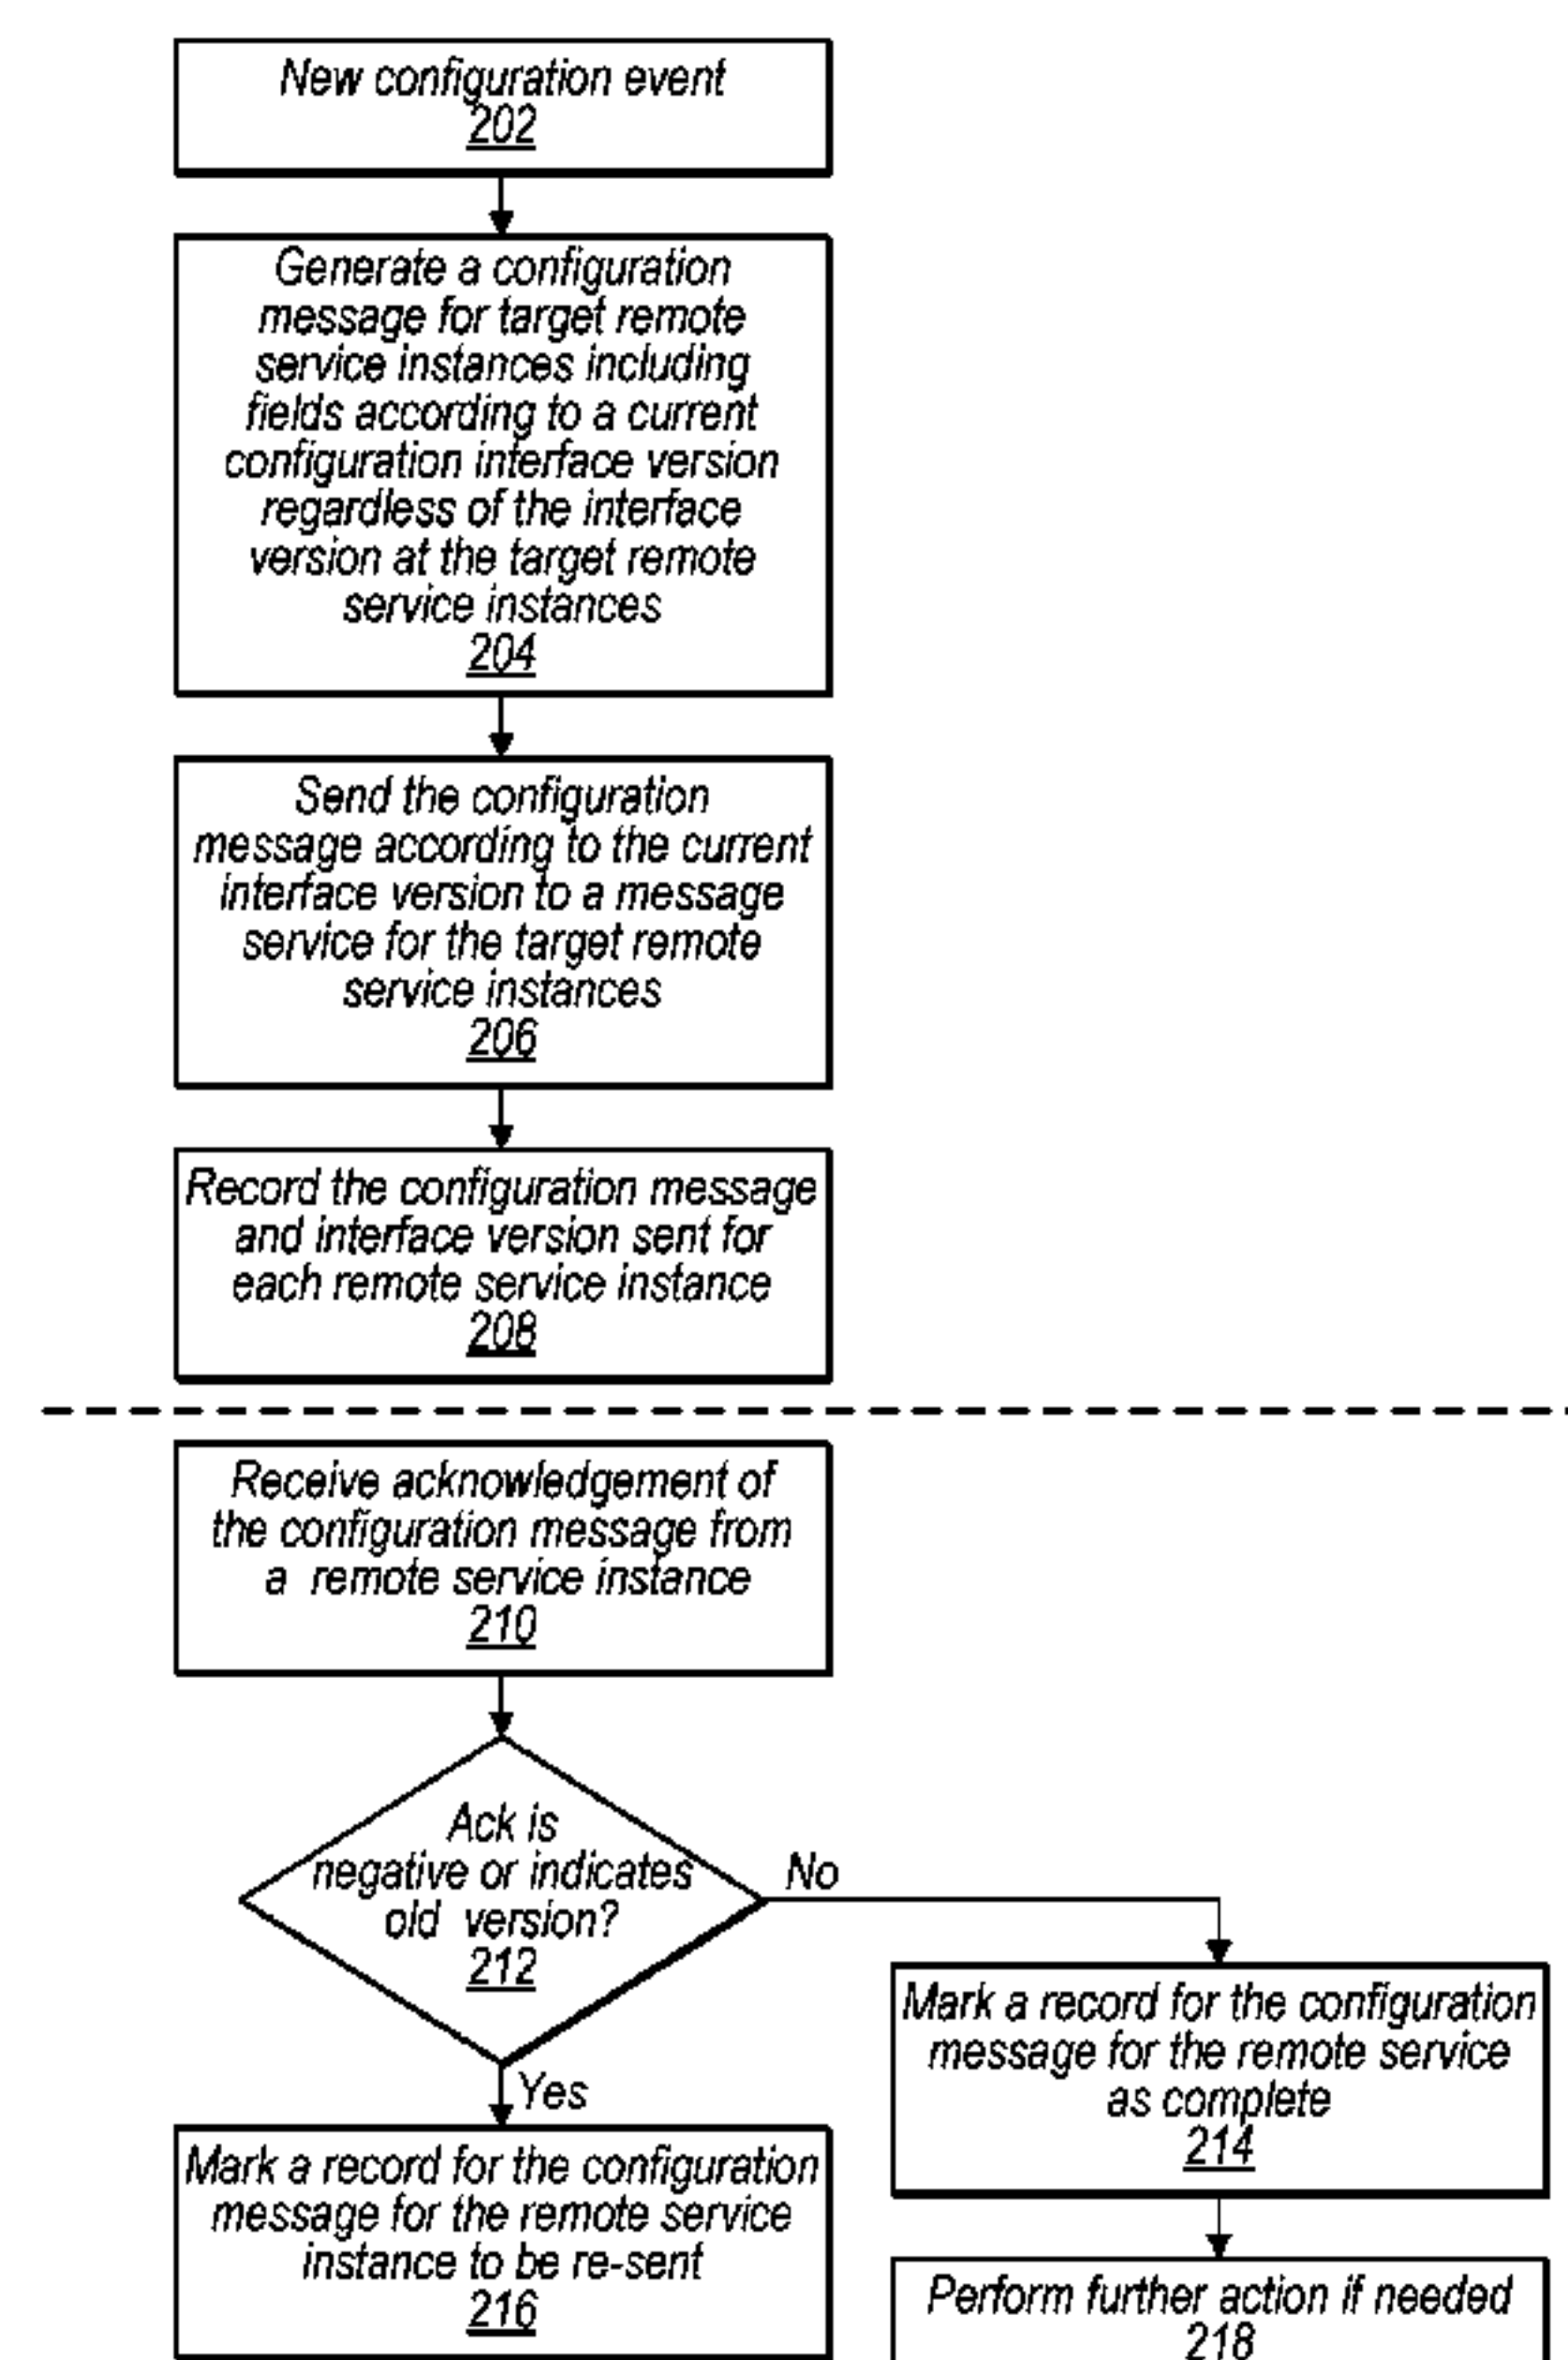 New configuration event
202
Generate a configuration
message for target remote
service instances including
fields according to a current
configuration interface version
regardless of the interface
version at the target remote
service instances
204
Send the configuration
message according to the current
interface version to a message
service for the target remote
service instances
206
Record the configuration message
and interface version sent for
each remote service instance
208
Receive acknowledgement of
the configuration message from
a remote service instance
210
Ack is
negative or indicates
old version?
212
No
Yes
Mark a record for the configuration
message for the remote service
as complete
214
Mark a record for the configuration
message for the remote service
instance to be re-sent
216
Perform further action if needed
218